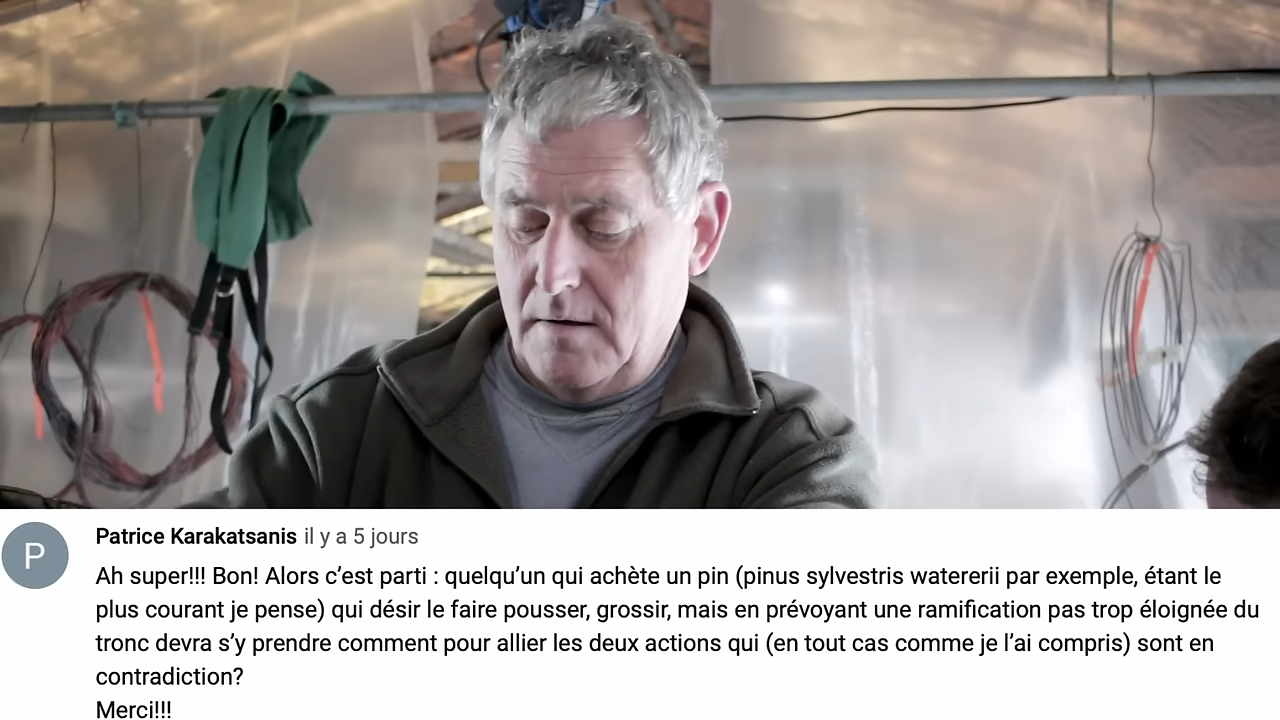 P
Patrice Karakatsanis il y a 5 jours
Ah super!!! Bon! Alors c’est parti : quelqu’un qui achète un pin (pinus sylvestris watererii par exemple, étant le
plus courant je pense) qui désir le faire pousser, grossir, mais en prévoyant une ramification pas trop éloignée du
tronc devra s’y prendre comment pour allier les deux actions qui (en tout cas comme je l’ai compris) sont en
contradiction?
Merci!!!